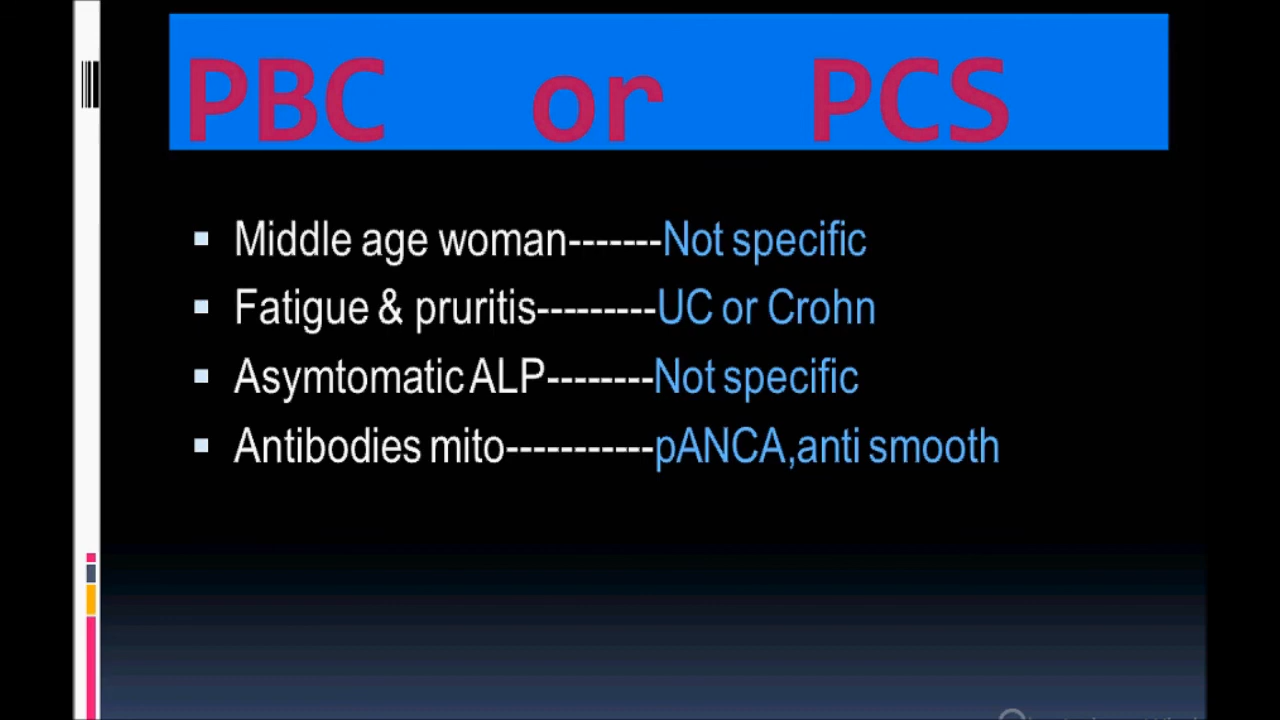 PBC or PCS
Middle age woman-------Not specific
Fatigue & pruritis---------UC or Crohn
Asymtomatic ALP--------Not specific
Antibodies mito-----------pANCA,anti smooth